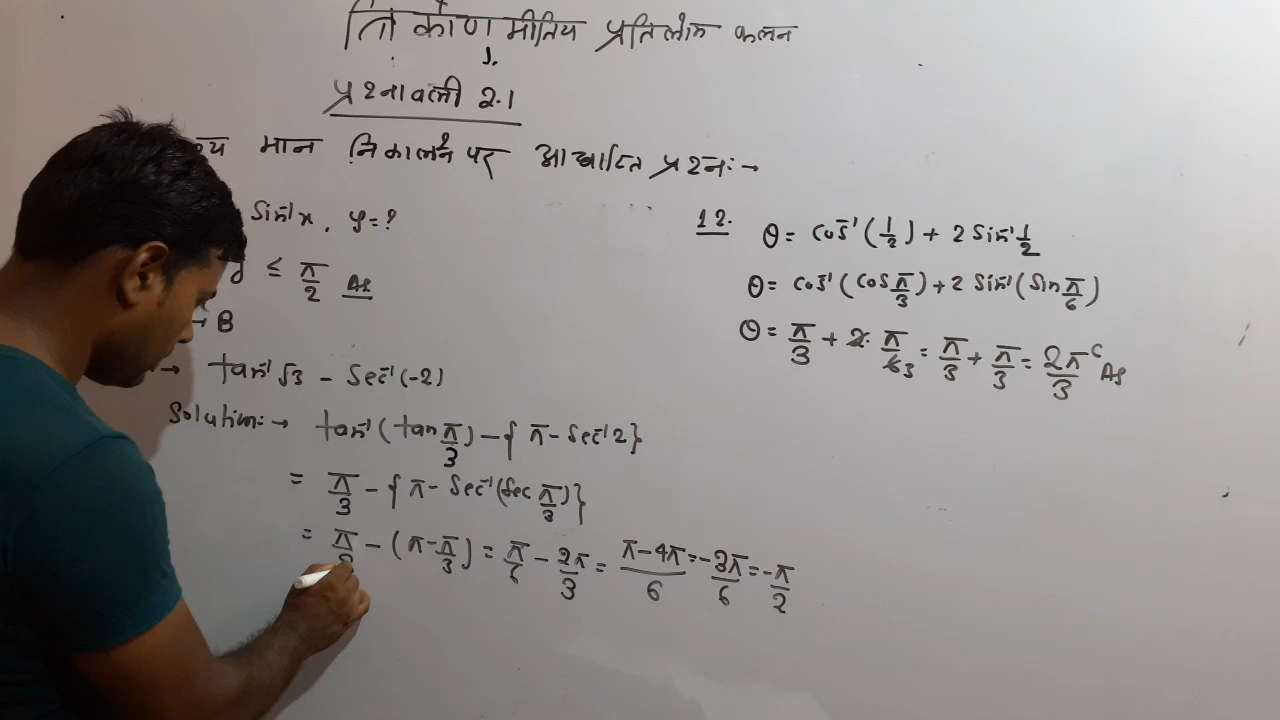 त्रिकोणमीतिय प्रतिलोम फलन
प्रश्नावली 2.1
मान निकालने पर आधारित प्रश्नः→
Sin⁻¹x, y=?
≤ π/2 As
→ B
→ tan⁻¹√3 - Sec⁻¹(-2)
Solution:→ tan⁻¹(tan π/3) - {π - Sec⁻¹2}
= π/3 - {π - Sec⁻¹(Sec π/3)}
= π/3 - (π - π/3) = π/6 - 2π/3 = π-4π/6 = -3π/6 = -π/2
12. θ = cos⁻¹(1/2) + 2 Sin⁻¹ 1/2
θ = cos⁻¹(cos π/3) + 2 Sin⁻¹(Sin π/6)
θ = π/3 + 2. π/6 3 = π/3 + π/3 = 2π/3 c As